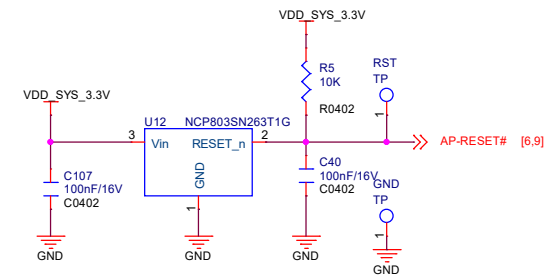 VDD_SYS_3.3V
R5
10K
R0402
RST
TP
1
VDD_SYS_3.3V
U12
NCP803SN263T1G
3
Vin
RESET_n
2
GND
1
AP-RESET# [6,9]
C107
100nF/16V
C0402
C40
100nF/16V
C0402
GND
TP
1
GND
GND
GND
GND